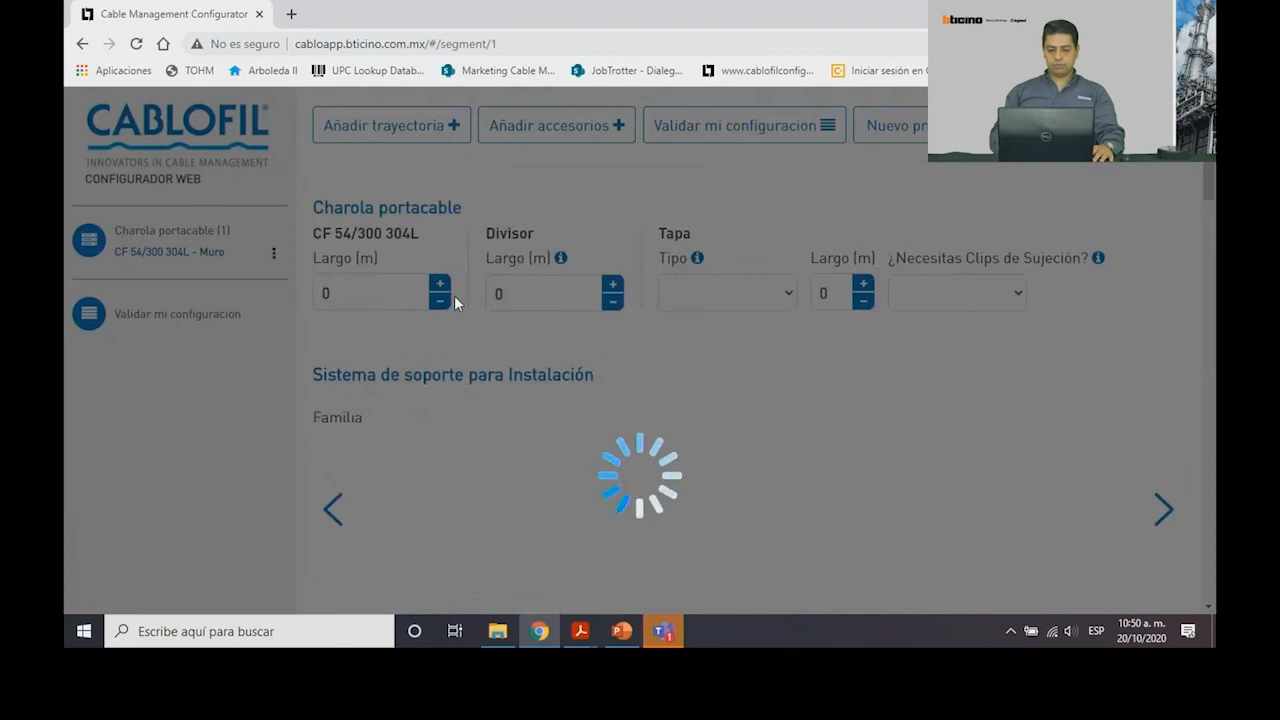 Cable Management Configurator
bticino
No es seguro
cabloapp.bticino.com.mx/#/segment/1
Aplicaciones
TOHM
Arboleda II
UPC Lookup Datab...
Marketing Cable M...
JobTrotter - Dialeg...
www.cablofilconfig...
Iniciar sesión en
CABLOFIL®
INNOVATORS IN CABLE MANAGEMENT
CONFIGURADOR WEB
Añadir trayectoria +
Añadir accesorios +
Validar mi configuracion
Nuevo pr
Charola portacable (1)
CF 54/300 304L - Muro
Validar mi configuracion
Charola portacable
CF 54/300 304L
Divisor
Tapa
Largo (m)
Largo (m)
Tipo
Largo (m)
¿Necesitas Clips de Sujeción?
0
0
0
Sistema de soporte para Instalación
Familia
Escribe aquí para buscar
ESP
10:50 a. m.
20/10/2020